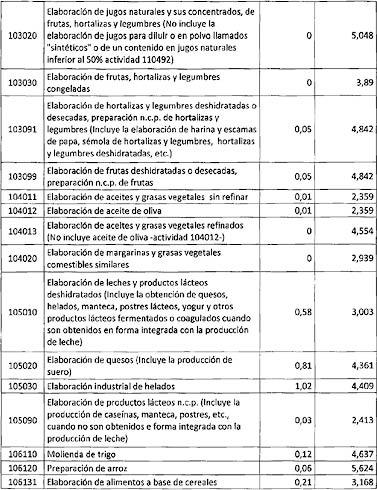 103020 Elaboración de jugos naturales y sus concentrados, de
frutas, hortalizas y legumbres (No incluye la
elaboración de jugos para diluir o en polvo llamados
"sintéticos" o de un contenido en jugos naturales
inferior al 50% actividad 110492) 0 5,048
103030 Elaboración de frutas, hortalizas y legumbres
congeladas 0 3,89
103091 Elaboración de hortalizas y legumbres deshidratadas o
desecadas, preparación n.c.p. de hortalizas y
legumbres (Incluye la elaboración de harina y escamas
de papa, sémola de hortalizas y legumbres, hortalizas
y legumbres deshidratadas, etc.) 0,05 4,842
103099 Elaboración de frutas deshidratadas o desecadas,
preparación n.c.p. de frutas 0,05 4,842
104011 Elaboración de aceites y grasas vegetales sin refinar 0,01 2,359
104012 Elaboración de aceite de oliva 0,01 2,359
104013 Elaboración de aceites y grasas vegetales refinados
(No incluye aceite de oliva -actividad 104012-) 0 4,554
104020 Elaboración de margarinas y grasas vegetales
comestibles similares 0 2,939
105010 Elaboración de leches y productos lácteos
deshidratados (Incluye la obtención de quesos,
helados, manteca, postres lácteos, yogur y otros
productos lácteos fermentados o coagulados cuando
son obtenidos en forma integrada con la producción
de leche) 0,58 3,003
105020 Elaboración de quesos (Incluye la producción de
suero) 0,81 4,361
105030 Elaboración industrial de helados 1,02 4,409
105090 Elaboración de productos lácteos n.c.p. (Incluye la
producción de caseínas, manteca, postres, etc.,
cuando no son obtenidos e forma integrada con la
producción de leche) 0,03 2,413
106110 Molienda de trigo 0,12 4,637
106120 Preparación de arroz 0,06 5,624
106131 Elaboración de alimentos a base de cereales 0,21 3,168